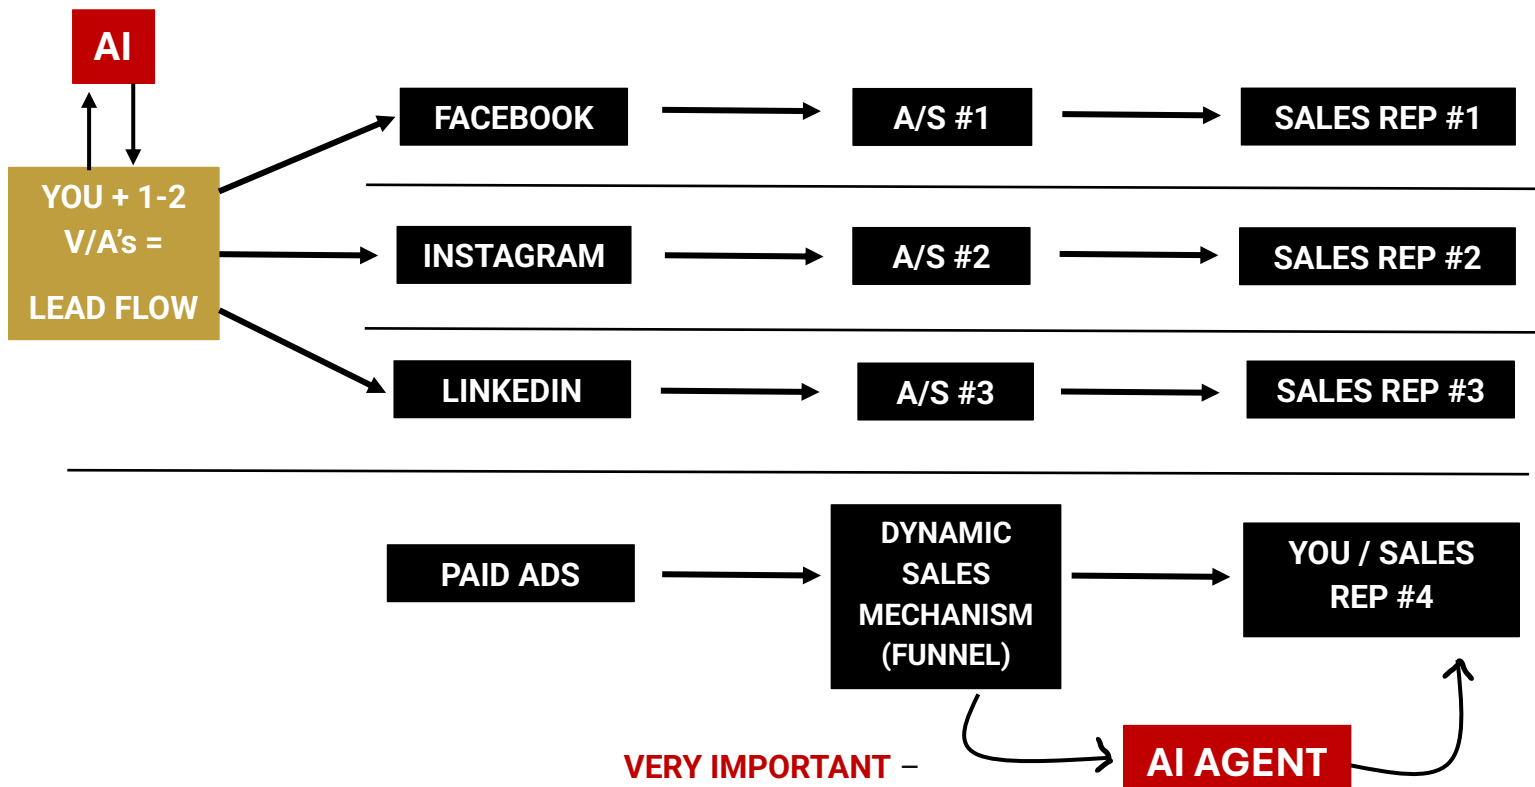 AI
YOU + 1-2
V/A’s =
LEAD FLOW
FACEBOOK
A/S #1
SALES REP #1
INSTAGRAM
A/S #2
SALES REP #2
LINKEDIN
A/S #3
SALES REP #3
PAID ADS
DYNAMIC
SALES
MECHANISM
(FUNNEL)
YOU / SALES
REP #4
VERY IMPORTANT –
AI AGENT